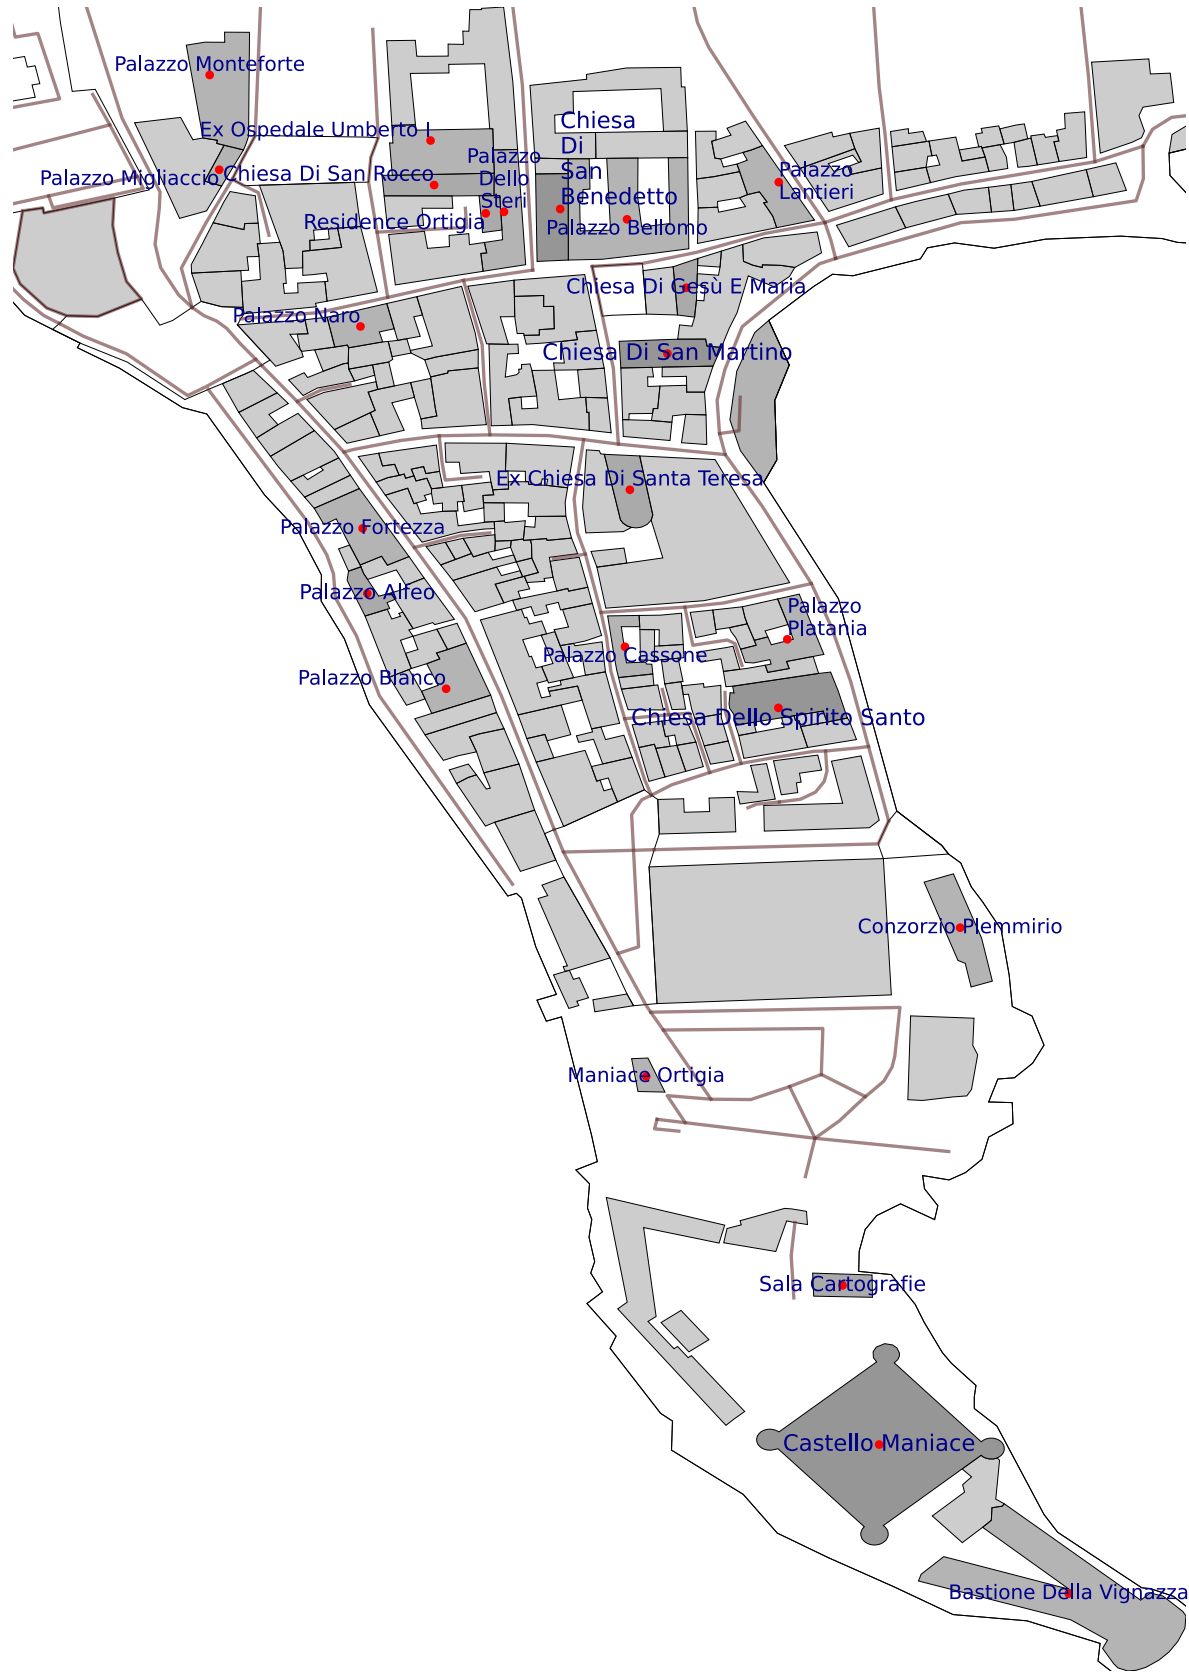 Palazzo Monteforte
Chiesa
Di
San
Benedetto
Ex Ospedale Umberto I
Palazzo
Dello
Steri
Palazzo
Lantieri
Palazzo Migliaccio
Chiesa Di San Rocco
Residence Ortigia
Palazzo Bellomo
Chiesa Di Gesù E Maria
Palazzo Naro
Chiesa Di San Martino
Ex Chiesa Di Santa Teresa
Palazzo Fortezza
Palazzo Alfeo
Palazzo
Platania
Palazzo Cassone
Palazzo Blanco
Chiesa Dello Spirito Santo
Conzorzio Plemmirio
Maniace Ortigia
Sala Cartografie
Castello Maniace
Bastione Della Vignazza